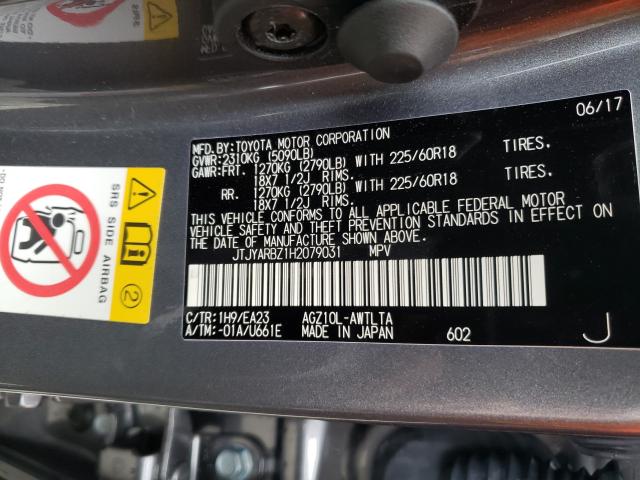 06/17
MFD. BY: TOYOTA MOTOR CORPORATION
GVWR: 2310KG (5090LB)
GAWR: FRT. 1270KG (2790LB) WITH 225/60R18 TIRES.
18X7 1/2J RIMS.
RR. 1270KG (2790LB) WITH 225/60R18 TIRES.
18X7 1/2J RIMS.
THIS VEHICLE CONFORMS TO ALL APPLICABLE FEDERAL MOTOR
VEHICLE SAFETY AND THEFT PREVENTION STANDARDS IN EFFECT ON
THE DATE OF MANUFACTURE SHOWN ABOVE.
JTJYARBZ1H2079031 MPV
C/TR: 1H9/EA23 AGZ10L-AWTLTA
A/TM: -01A/U661E MADE IN JAPAN 602 J
SRS SIDE AIRBAG
2